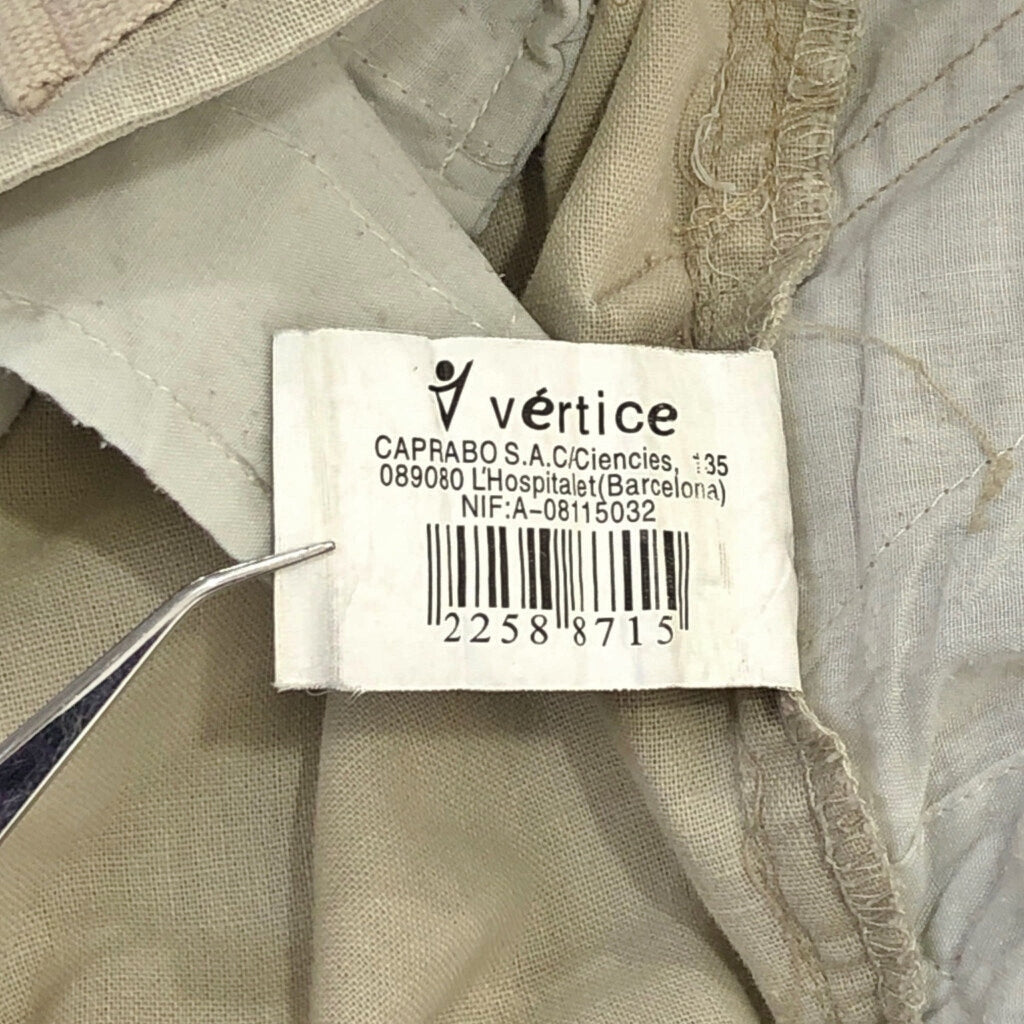 vértice
CAPRABO S.A.C/Ciencies, 135
089080 L'Hospitalet(Barcelona)
NIF:A-08115032
2258 8715